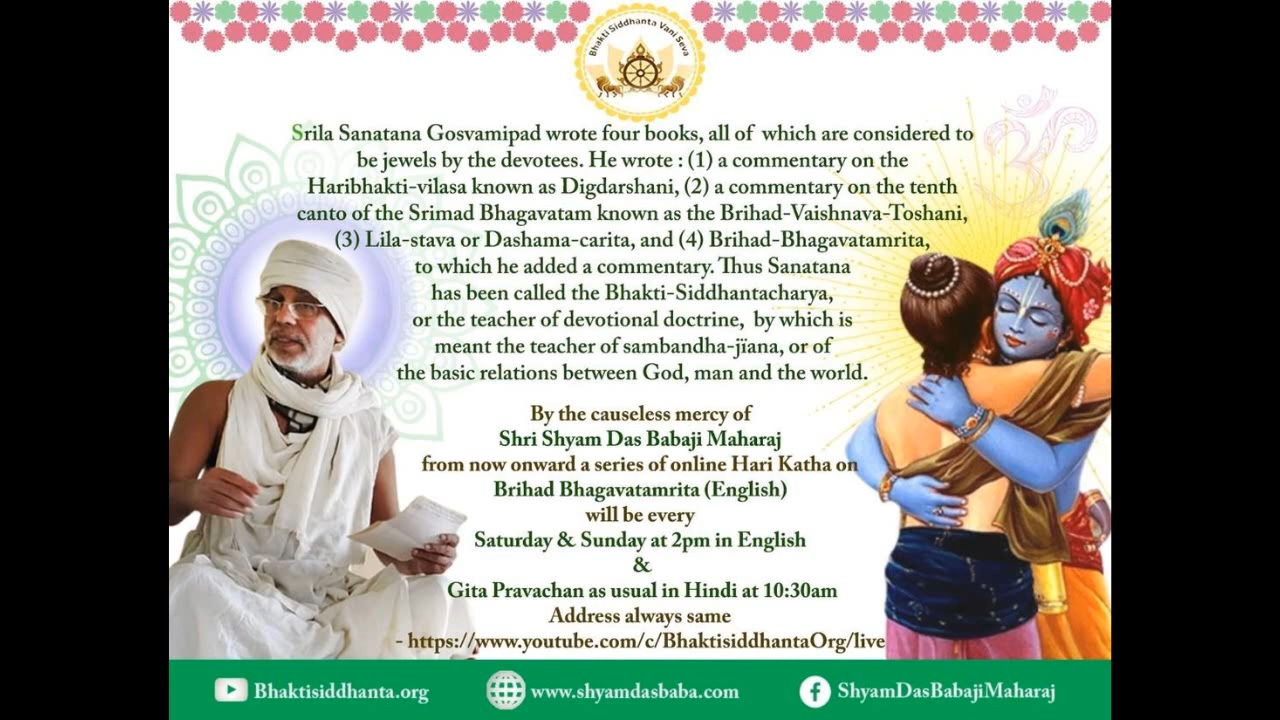 Bhakti Siddhanta Vani Seva
Srila Sanatana Gosvamipad wrote four books, all of which are considered to
be jewels by the devotees. He wrote : (1) a commentary on the
Haribhakti-vilasa known as Digdarshani, (2) a commentary on the tenth
canto of the Srimad Bhagavatam known as the Brihad-Vaishnava-Toshani,
(3) Lila-stava or Dashama-carita, and (4) Brihad-Bhagavatamrita,
to which he added a commentary. Thus Sanatana
has been called the Bhakti-Siddhantacharya,
or the teacher of devotional doctrine, by which is
meant the teacher of sambandha-jïana, or of
the basic relations between God, man and the world.
By the causeless mercy of
Shri Shyam Das Babaji Maharaj
from now onward a series of online Hari Katha on
Brihad Bhagavatamrita (English)
will be every
Saturday & Sunday at 2pm in English
&
Gita Pravachan as usual in Hindi at 10:30am
Address always same
- https://www.youtube.com/c/BhaktisiddhantaOrg/live
Bhaktisiddhanta.org
www.shyamdasbaba.com
ShyamDasBabajiMaharaj
ॐ